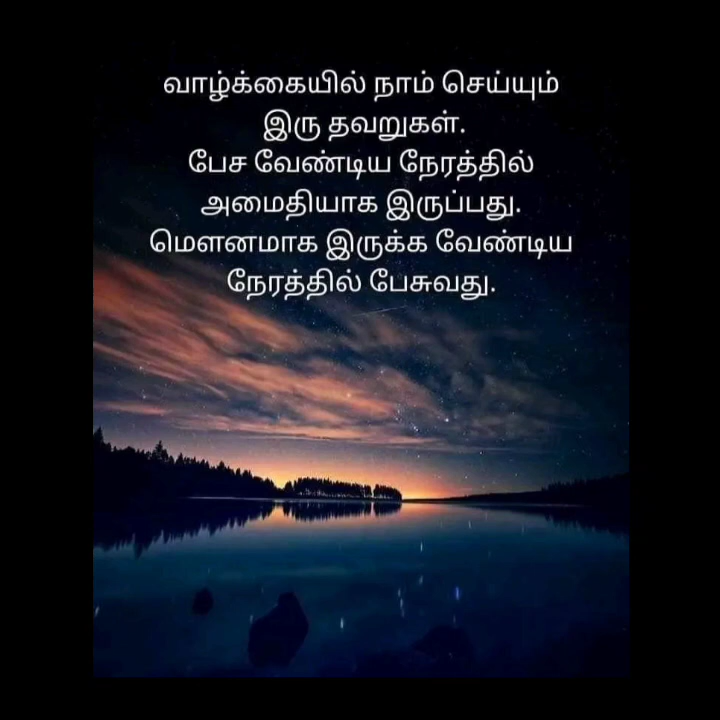 வாழ்க்கையில் நாம் செய்யும்
இரு தவறுகள்.
பேச வேண்டிய நேரத்தில்
அமைதியாக இருப்பது.
மௌனமாக இருக்க வேண்டிய
நேரத்தில் பேசுவது.